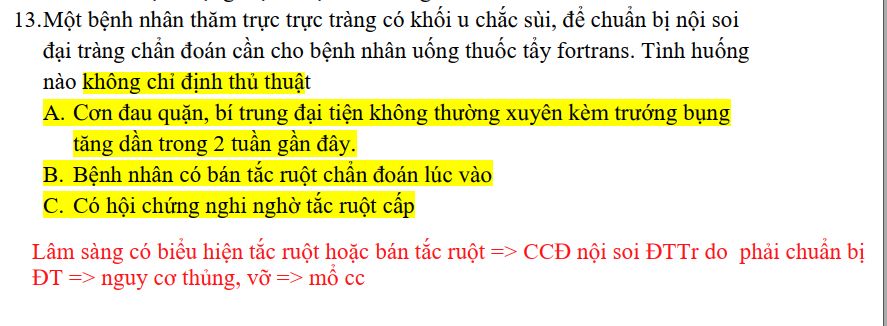 13.Một bệnh nhân thăm trực trực tràng có khối u chắc sùi, để chuẩn bị nội soi
đại tràng chẩn đoán cần cho bệnh nhân uống thuốc tẩy fortrans. Tình huống
nào không chỉ định thủ thuật
A. Cơn đau quặn, bí trung đại tiện không thường xuyên kèm trướng bụng
tăng dần trong 2 tuần gần đây.
B. Bệnh nhân có bán tắc ruột chẩn đoán lúc vào
C. Có hội chứng nghi nghờ tắc ruột cấp
Lâm sàng có biểu hiện tắc ruột hoặc bán tắc ruột => CCĐ nội soi ĐTTr do phải chuẩn bị
ĐT => nguy cơ thủng, vỡ => mổ cc